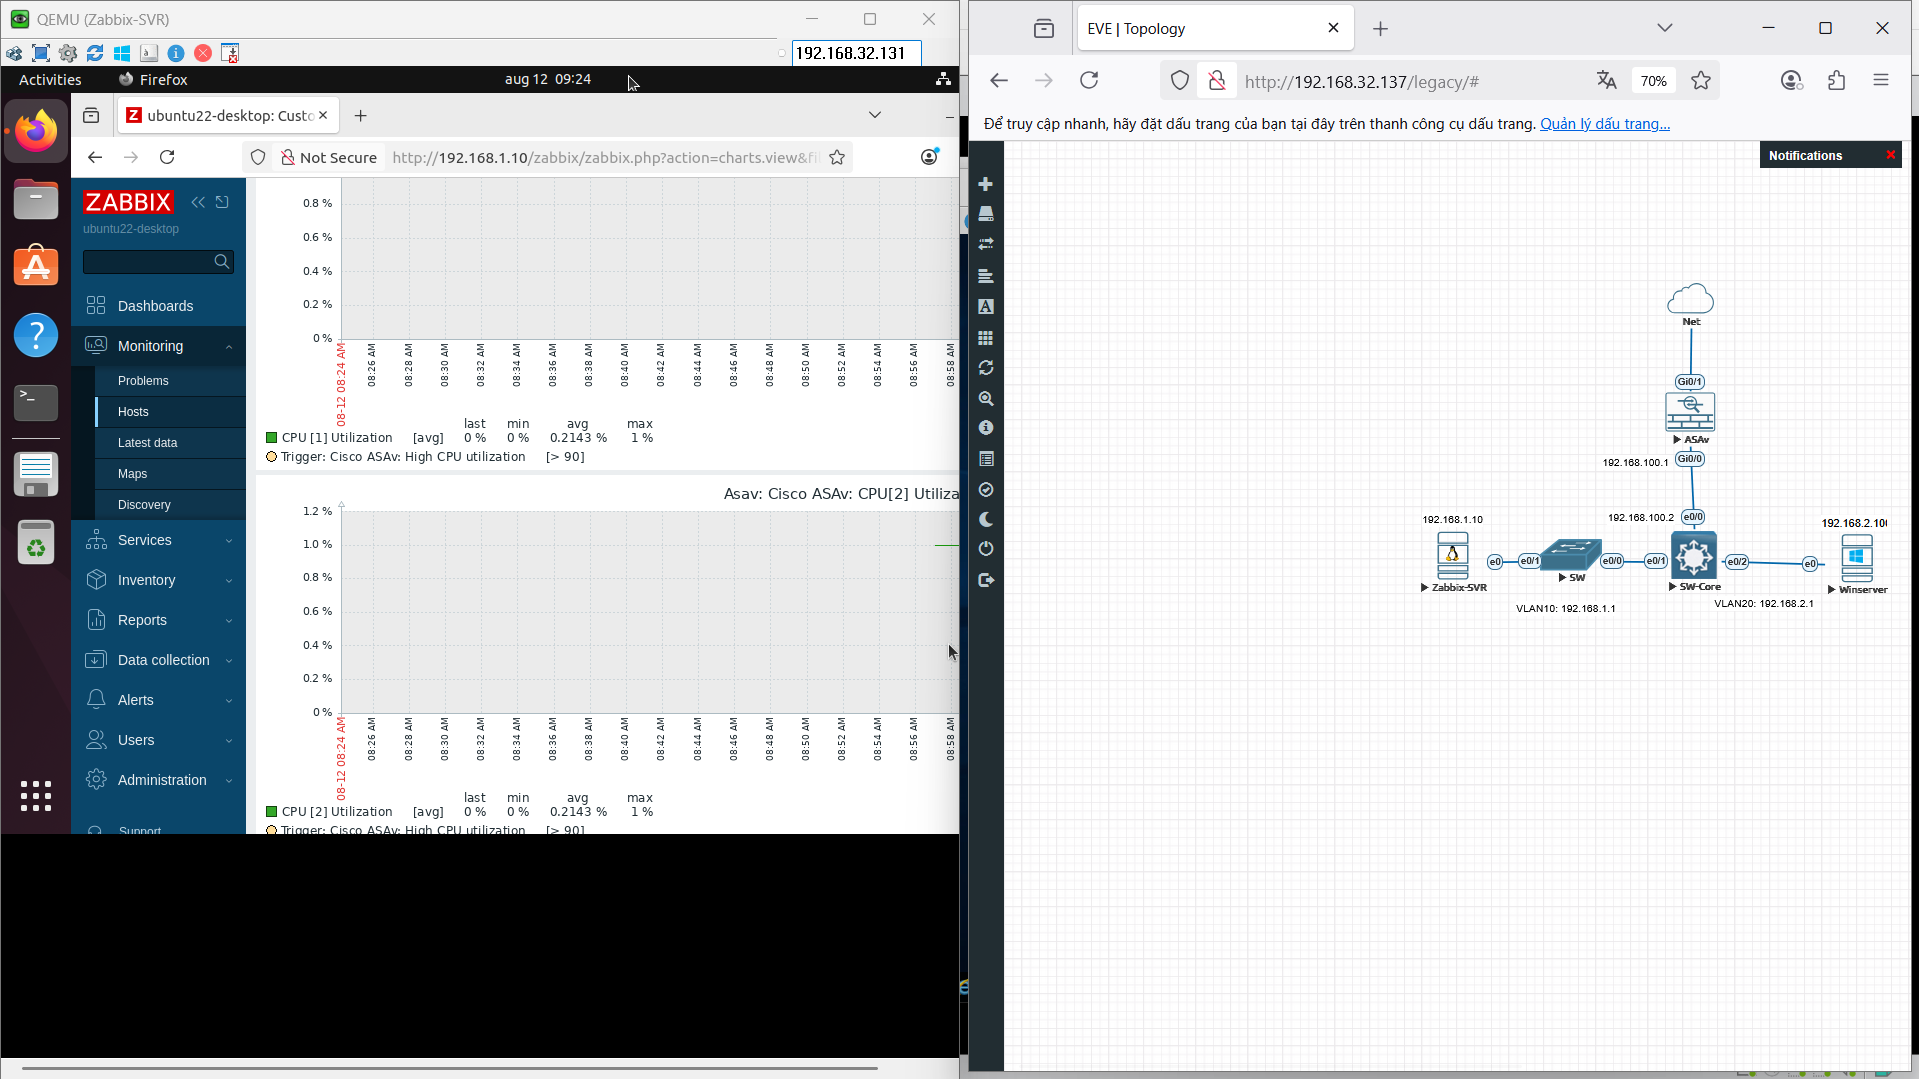 QEMU (Zabbix-SVR)
192.168.32.131
Activities
Firefox
aug 12 09:24
ubuntu22-desktop: Custo
Not Secure
http://192.168.1.10/zabbix/zabbix.php?action=charts.view&fil
ZABBIX
ubuntu22-desktop
Dashboards
Monitoring
Problems
Hosts
Latest data
Maps
Discovery
Services
Inventory
Reports
Data collection
Alerts
Users
Administration
Support
0.8 %
0.6 %
0.4 %
0.2 %
0 %
08-12 08:24 AM
08:26 AM
08:28 AM
08:30 AM
08:32 AM
08:34 AM
08:36 AM
08:38 AM
08:40 AM
08:42 AM
08:44 AM
08:46 AM
08:48 AM
08:50 AM
08:52 AM
08:54 AM
08:56 AM
08:58 AM
last min avg max
CPU [1] Utilization [avg] 0 % 0 % 0.2143 % 1 %
Trigger: Cisco ASAv: High CPU utilization [> 90]
Asav: Cisco ASAv: CPU[2] Utiliza
1.2 %
1.0 %
0.8 %
0.6 %
0.4 %
0.2 %
0 %
08-12 08:24 AM
08:26 AM
08:28 AM
08:30 AM
08:32 AM
08:34 AM
08:36 AM
08:38 AM
08:40 AM
08:42 AM
08:44 AM
08:46 AM
08:48 AM
08:50 AM
08:52 AM
08:54 AM
08:56 AM
08:58 AM
last min avg max
CPU [2] Utilization [avg] 0 % 0 % 0.2143 % 1 %
Trigger: Cisco ASAv: High CPU utilization [> 90]
EVE | Topology
http://192.168.32.137/legacy/#
70%
Để truy cập nhanh, hãy đặt dấu trang của bạn tại đây trên thanh công cụ dấu trang. Quản lý dấu trang...
Notifications
Net
Gi0/1
ASAv
192.168.100.1
Gi0/0
192.168.100.2
e0/0
192.168.1.10
192.168.2.100
e0
e0/1
e0/0
e0/1
e0/2
e0
Zabbix-SVR
SW
SW-Core
Winserver
VLAN10: 192.168.1.1
VLAN20: 192.168.2.1